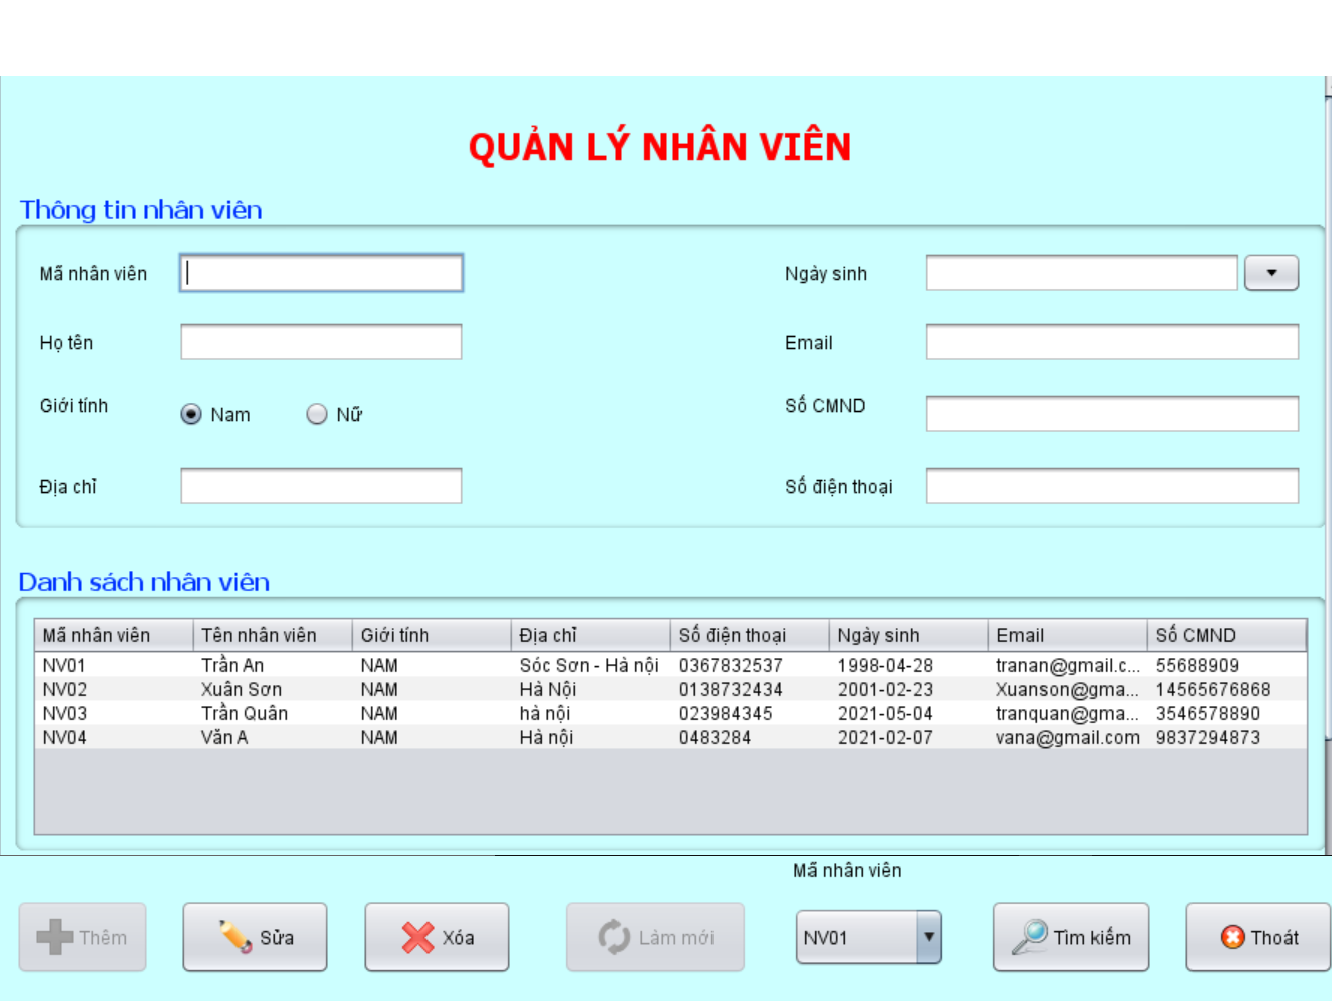 QUẢN LÝ NHÂN VIÊN
Thông tin nhân viên
Mã nhân viên
Ngày sinh
Họ tên
Email
Giới tính
Nam
Nữ
Số CMND
Địa chỉ
Số điện thoại
Danh sách nhân viên
Mã nhân viên Tên nhân viên Giới tính Địa chỉ Số điện thoại Ngày sinh Email Số CMND
NV01 Trần An NAM Sóc Sơn - Hà nội 0367832537 1998-04-28 tranan@gmail.c... 55688909
NV02 Xuân Sơn NAM Hà Nội 0138732434 2001-02-23 Xuanson@gma... 14565676868
NV03 Trần Quân NAM hà nội 023984345 2021-05-04 tranquan@gma... 3546578890
NV04 Văn A NAM Hà nội 0483284 2021-02-07 vana@gmail.com 9837294873
Mã nhân viên
Thêm Sửa Xóa Làm mới NV01 Tìm kiếm Thoát